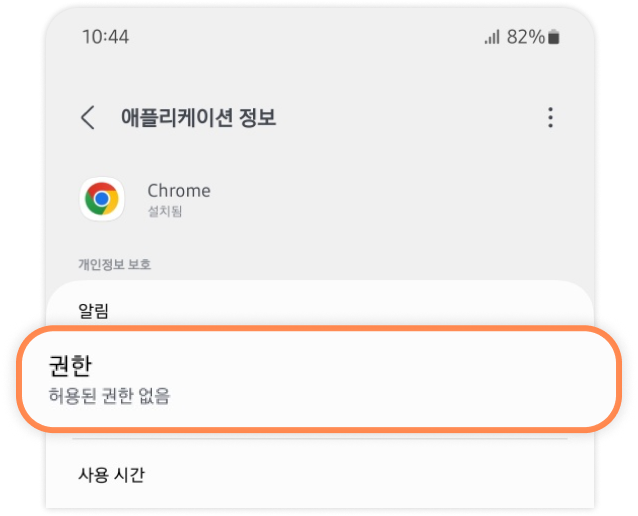 10:44 82%
애플리케이션 정보
Chrome
설치됨
개인정보 보호
알림
권한
허용된 권한 없음
사용 시간